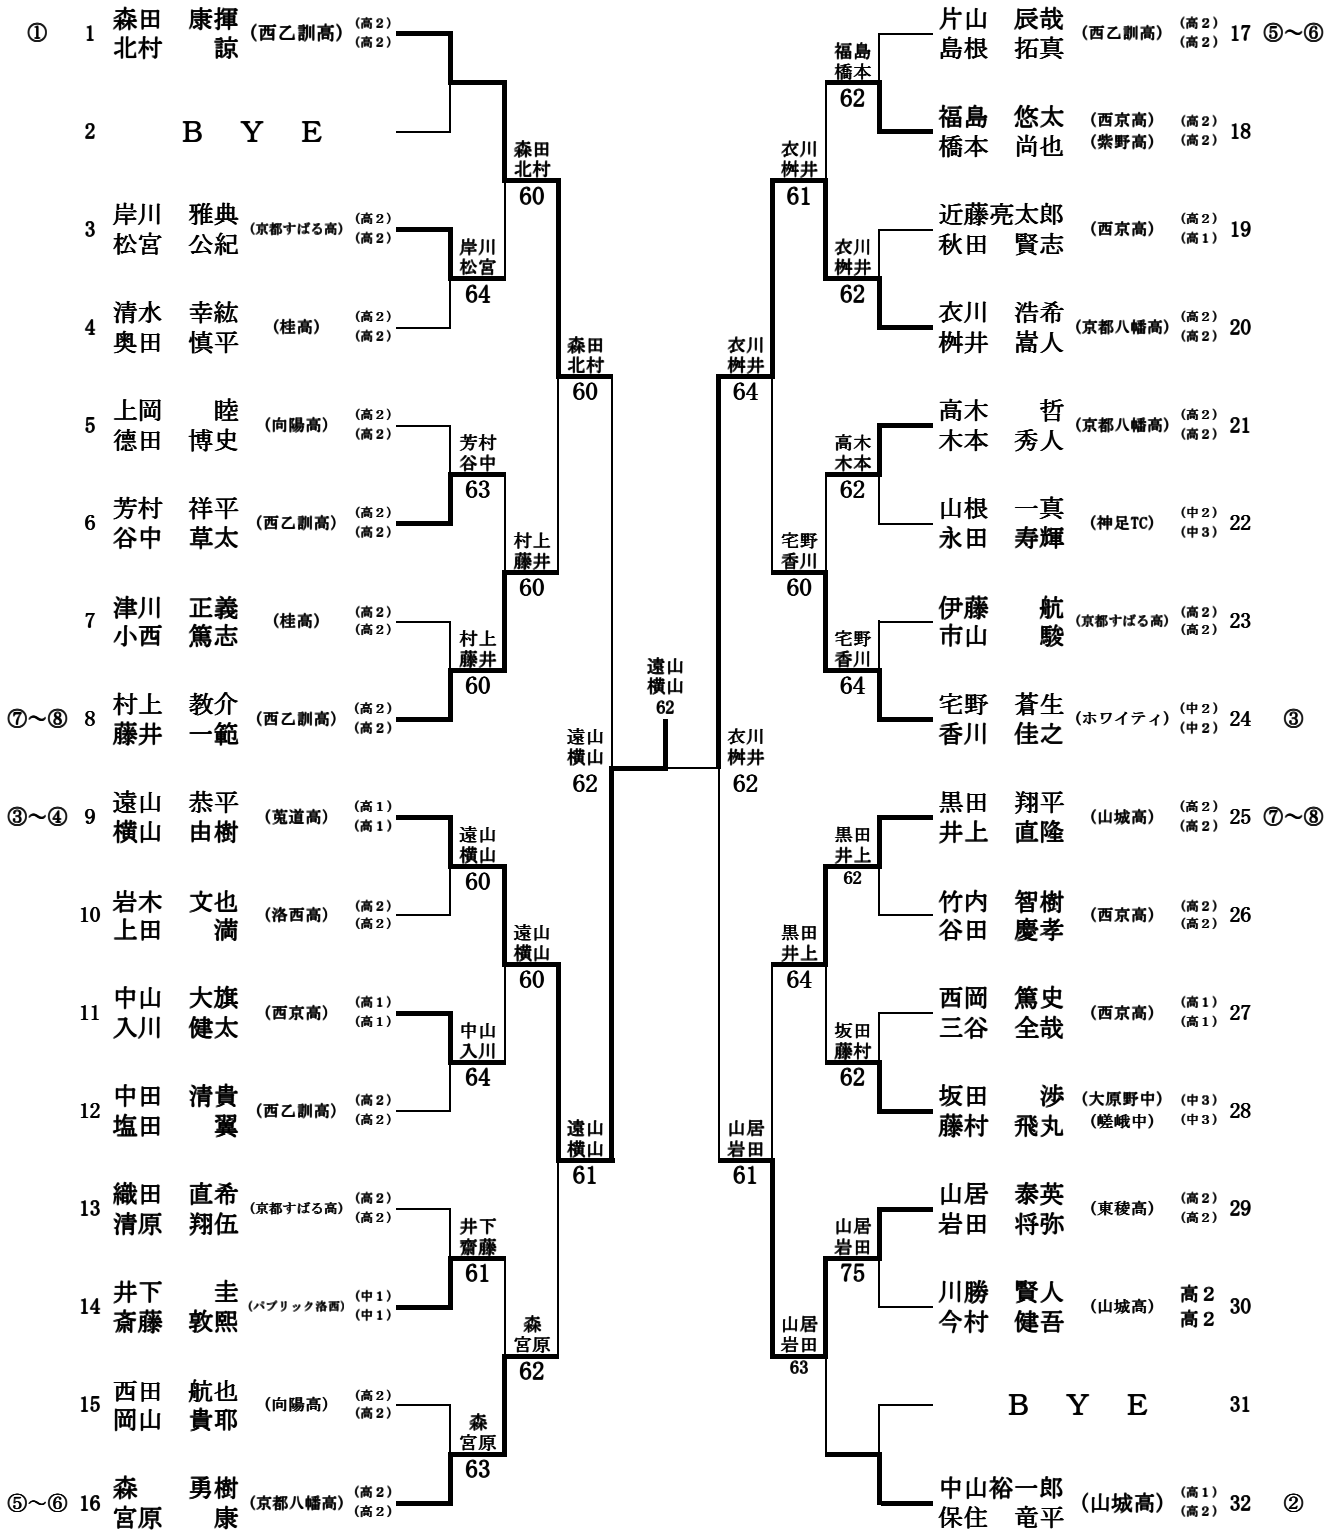 ① 1 森田 康揮 (西乙訓高) (高2)
北村 諒 (高2)
2 B Y E
3 岸川 雅典 (京都すばる高) (高2)
松宮 公紀 (高2)
4 清水 幸紘 (桂高) (高2)
奥田 慎平 (高2)
5 上岡 睦 (向陽高) (高2)
德田 博史 (高2)
6 芳村 祥平 (西乙訓高) (高2)
谷中 草太 (高2)
7 津川 正義 (桂高) (高2)
小西 篤志 (高2)
⑦～⑧ 8 村上 教介 (西乙訓高) (高2)
藤井 一範 (高2)
③～④ 9 遠山 恭平 (莵道高) (高1)
横山 由樹 (高1)
10 岩木 文也 (洛西高) (高2)
上田 満 (高2)
11 中山 大旗 (西京高) (高1)
入川 健太 (高1)
12 中田 清貴 (西乙訓高) (高2)
塩田 翼 (高2)
13 織田 直希 (京都すばる高) (高2)
清原 翔伍 (高2)
14 井下 圭 (パブリック洛西) (中1)
斎藤 敦熙 (中1)
15 西田 航也 (向陽高) (高2)
岡山 貴耶 (高2)
⑤～⑥ 16 森 勇樹 (京都八幡高) (高2)
宮原 康 (高2)
岸川
松宮
64
芳村
谷中
63
村上
藤井
60
遠山
横山
60
中山
入川
64
井下
齋藤
61
森
宮原
63
森田
北村
60
村上
藤井
60
遠山
横山
60
森
宮原
62
森田
北村
60
遠山
横山
61
遠山
横山
62
遠山
横山
62
衣川
桝井
62
衣川
桝井
64
山居
岩田
61
衣川
桝井
61
宅野
香川
60
黒田
井上
64
山居
岩田
63
福島
橋本
62
衣川
桝井
62
高木
木本
62
宅野
香川
64
黒田
井上
62
坂田
藤村
62
山居
岩田
75
片山 辰哉 (西乙訓高) (高2) 17 ⑤～⑥
島根 拓真 (高2)
福島 悠太 (西京高) (高2) 18
橋本 尚也 (紫野高) (高2)
近藤亮太郎 (西京高) (高2) 19
秋田 賢志 (高1)
衣川 浩希 (京都八幡高) (高2) 20
桝井 嵩人 (高2)
高木 哲 (京都八幡高) (高2) 21
木本 秀人 (高2)
山根 一真 (神足TC) (中2) 22
永田 寿輝 (中3)
伊藤 航 (京都すばる高) (高2) 23
市山 駿 (高2)
宅野 蒼生 (ホワイティ) (中2) 24 ③
香川 佳之 (中2)
黒田 翔平 (山城高) (高2) 25 ⑦～⑧
井上 直隆 (高2)
竹内 智樹 (西京高) (高2) 26
谷田 慶孝 (高2)
西岡 篤史 (西京高) (高1) 27
三谷 全哉 (高1)
坂田 渉 (大原野中) (中3) 28
藤村 飛丸 (嵯峨中) (中3)
山居 泰英 (東稜高) (高2) 29
岩田 将弥 (高2)
川勝 賢人 (山城高) 高2 30
今村 健吾 高2
B Y E 31
中山裕一郎 (山城高) (高1) 32 ②
保住 竜平 (高2)